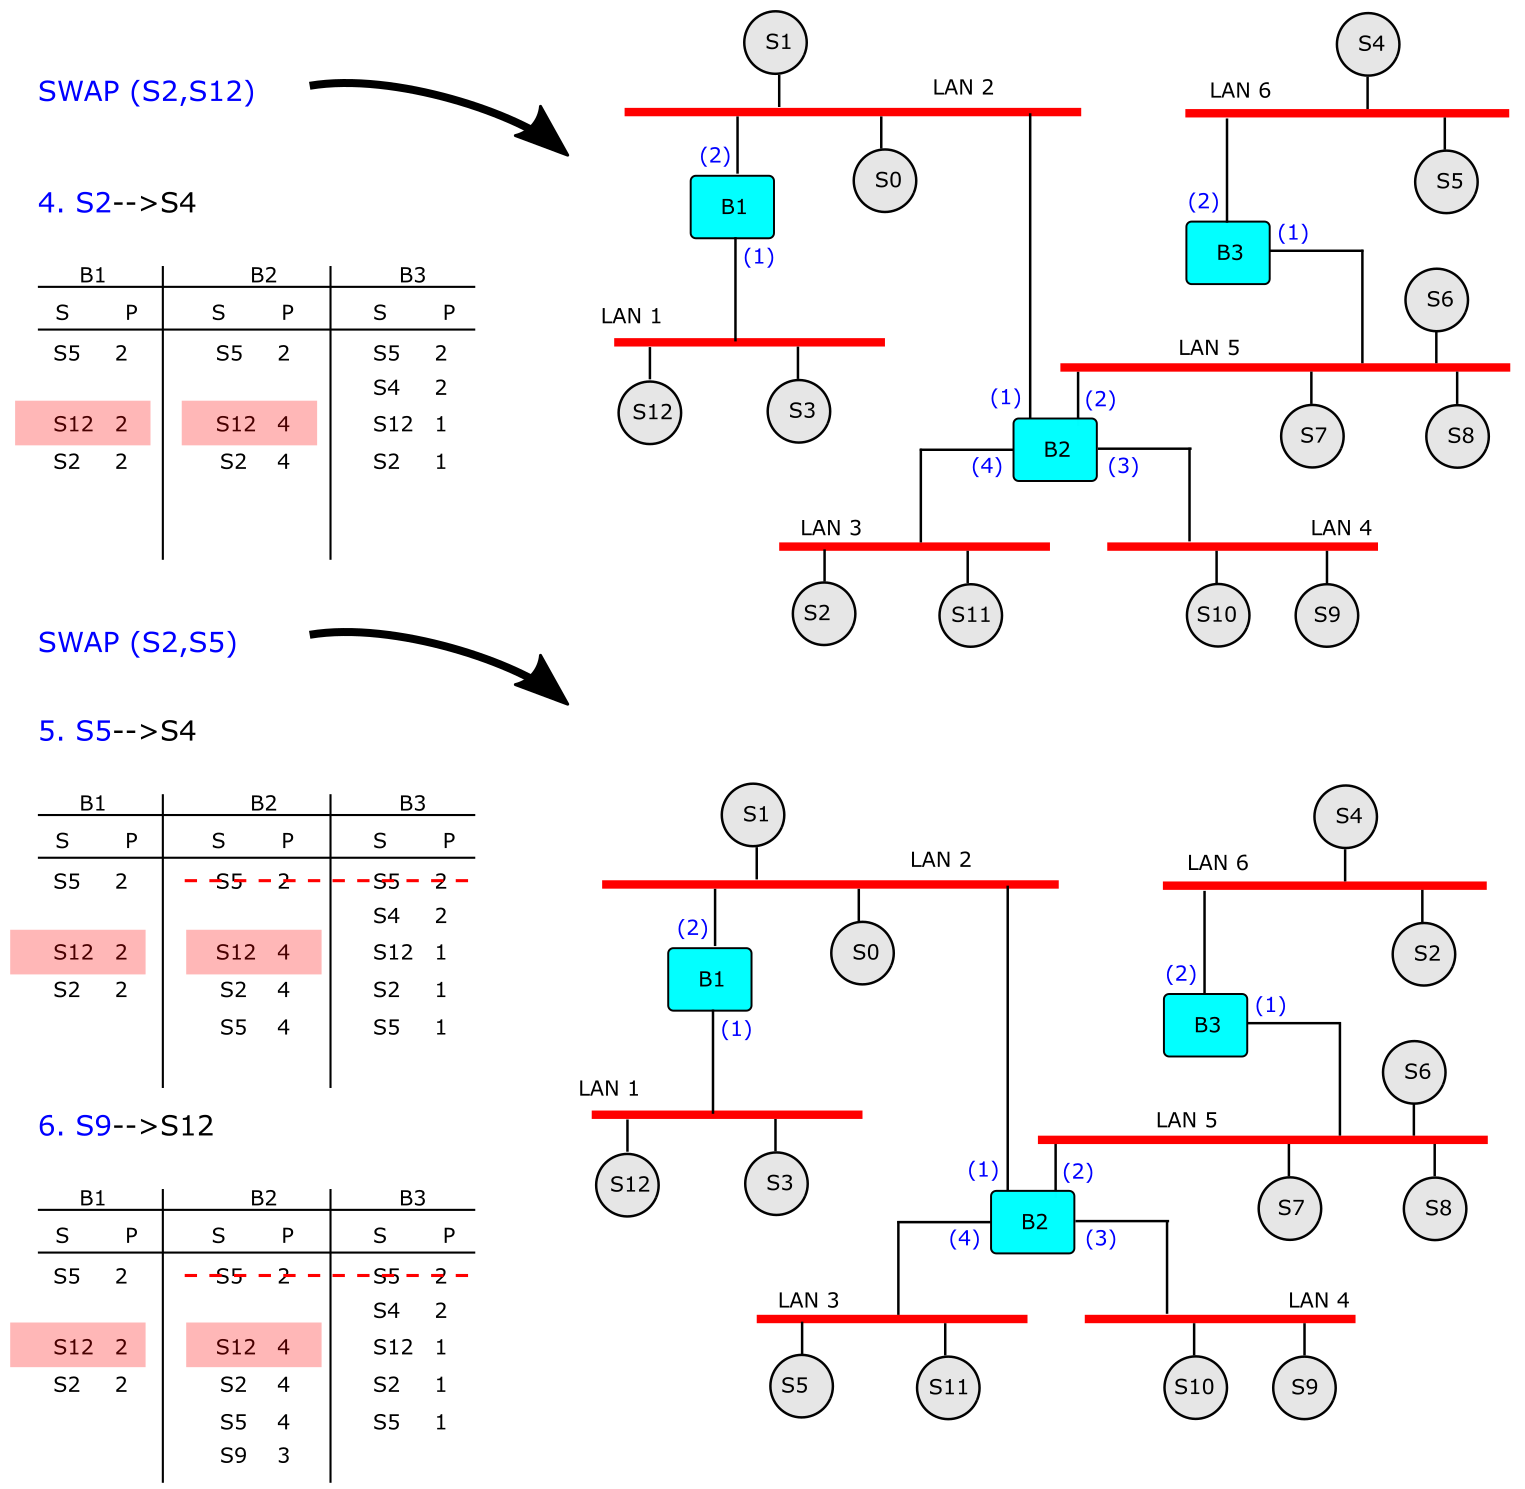 SWAP (S2,S12)
4. S2-->S4
B1 B2 B3
S P S P S P
S5 2 S5 2 S5 2
S4 2
S12 2 S12 4 S12 1
S2 2 S2 4 S2 1
S1
LAN 2
S4
LAN 6
(2)
B1
(1)
S0
S5
(2)
B3
(1)
S6
LAN 1
LAN 5
S12
S3
(1)
(2)
B2
(4)
(3)
S7
S8
LAN 3
LAN 4
S2
S11
S10
S9
SWAP (S2,S5)
5. S5-->S4
B1 B2 B3
S P S P S P
S5 2 S5 2 S5 2
S4 2
S12 2 S12 4 S12 1
S2 2 S2 4 S2 1
S5 4 S5 1
6. S9-->S12
B1 B2 B3
S P S P S P
S5 2 S5 2 S5 2
S4 2
S12 2 S12 4 S12 1
S2 2 S2 4 S2 1
S5 4 S5 1
S9 3
S1
LAN 2
S4
LAN 6
(2)
B1
(1)
S0
S2
(2)
B3
(1)
S6
LAN 1
LAN 5
S12
S3
(1)
(2)
B2
(4)
(3)
S7
S8
LAN 3
LAN 4
S5
S11
S10
S9